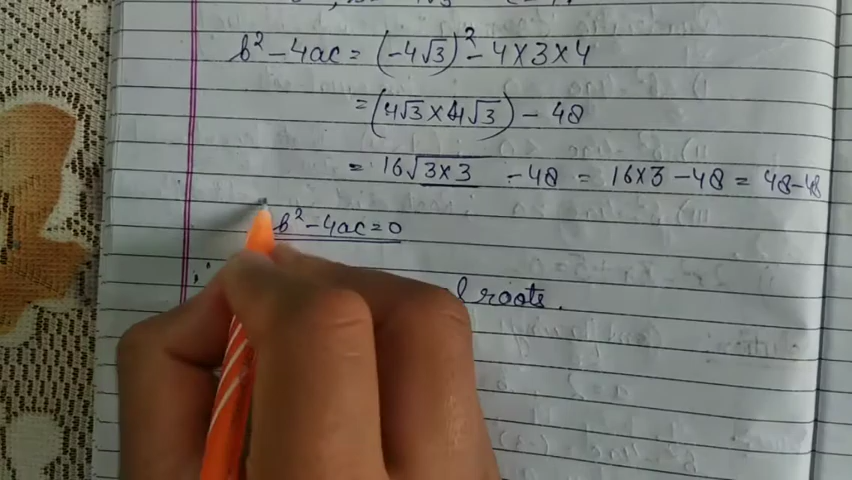 b² - 4ac = (-4√3)² - 4×3×4
= (4√3 × 4√3) - 48
= 16√3×3 - 48 = 16×3 - 48 = 48-48
b² - 4ac = 0
roots.